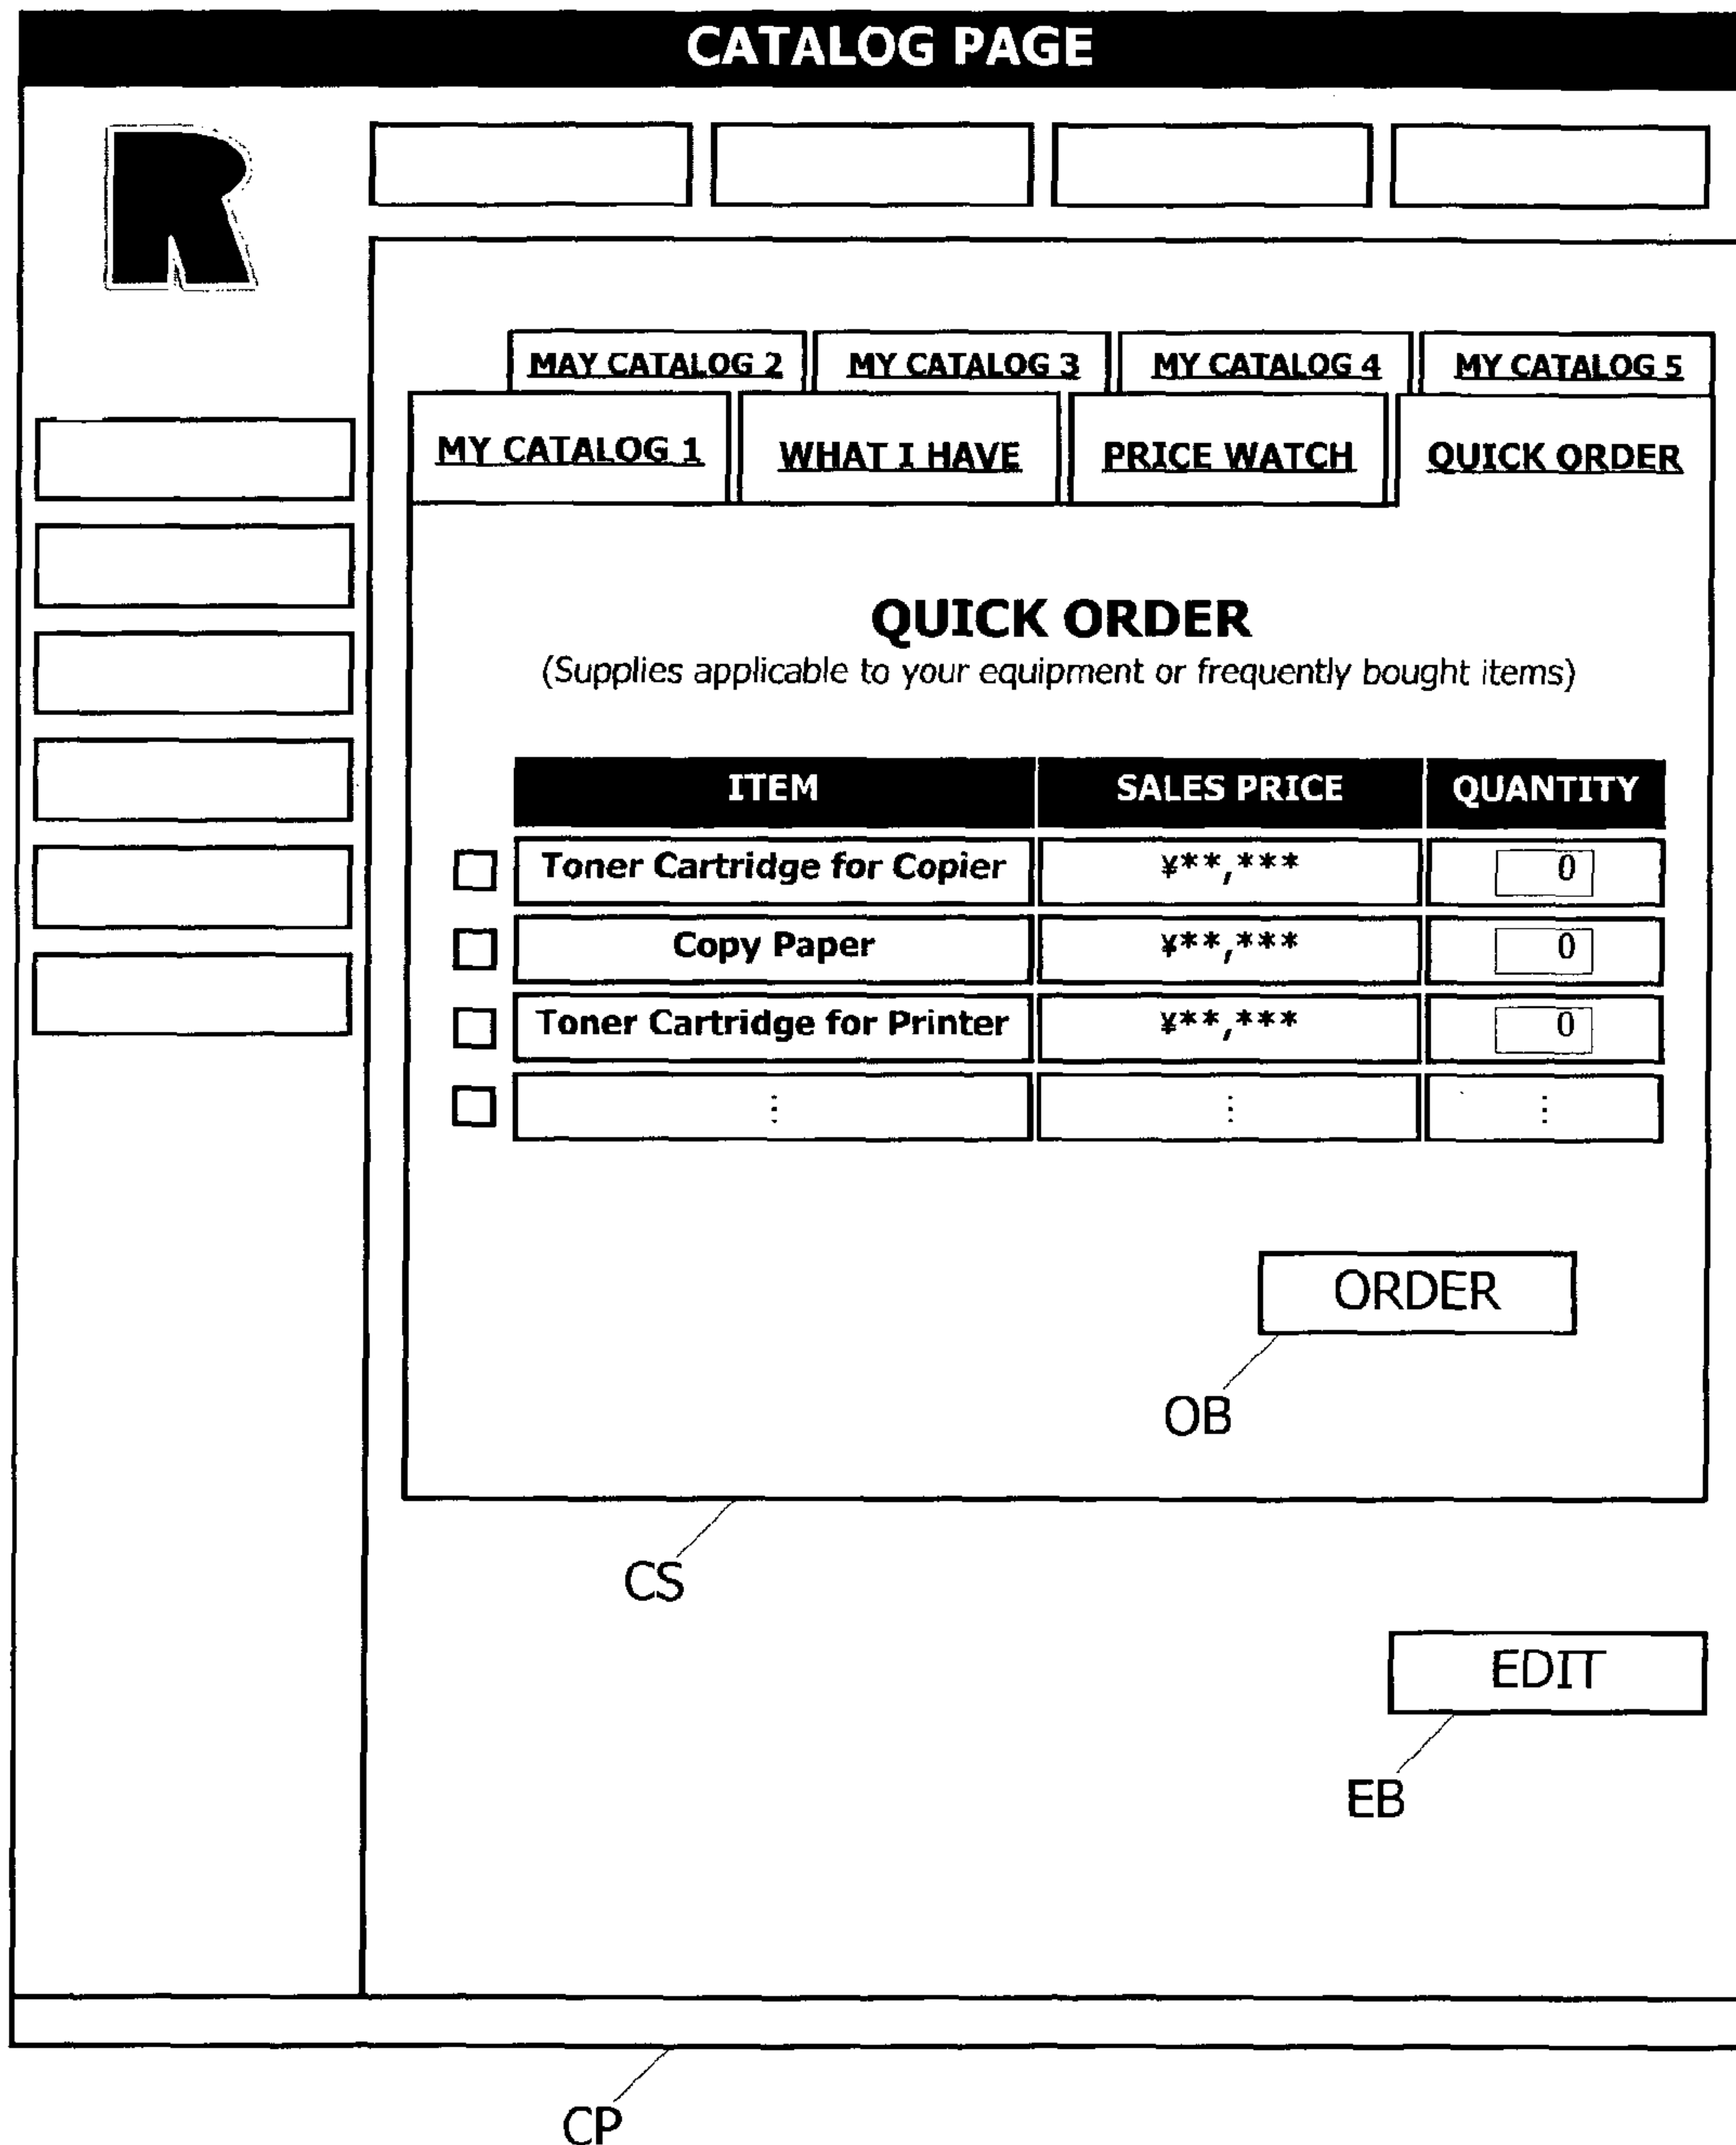 CATALOG PAGE
R
MAY CATALOG 2 MY CATALOG 3 MY CATALOG 4 MY CATALOG 5
MY CATALOG 1 WHAT I HAVE PRICE WATCH QUICK ORDER
QUICK ORDER
(Supplies applicable to your equipment or frequently bought items)
ITEM SALES PRICE QUANTITY
Toner Cartridge for Copier ¥**,*** 0
Copy Paper ¥**,*** 0
Toner Cartridge for Printer ¥**,*** 0
⋮ ⋮ ⋮
ORDER
OB
CS
EDIT
EB
CP